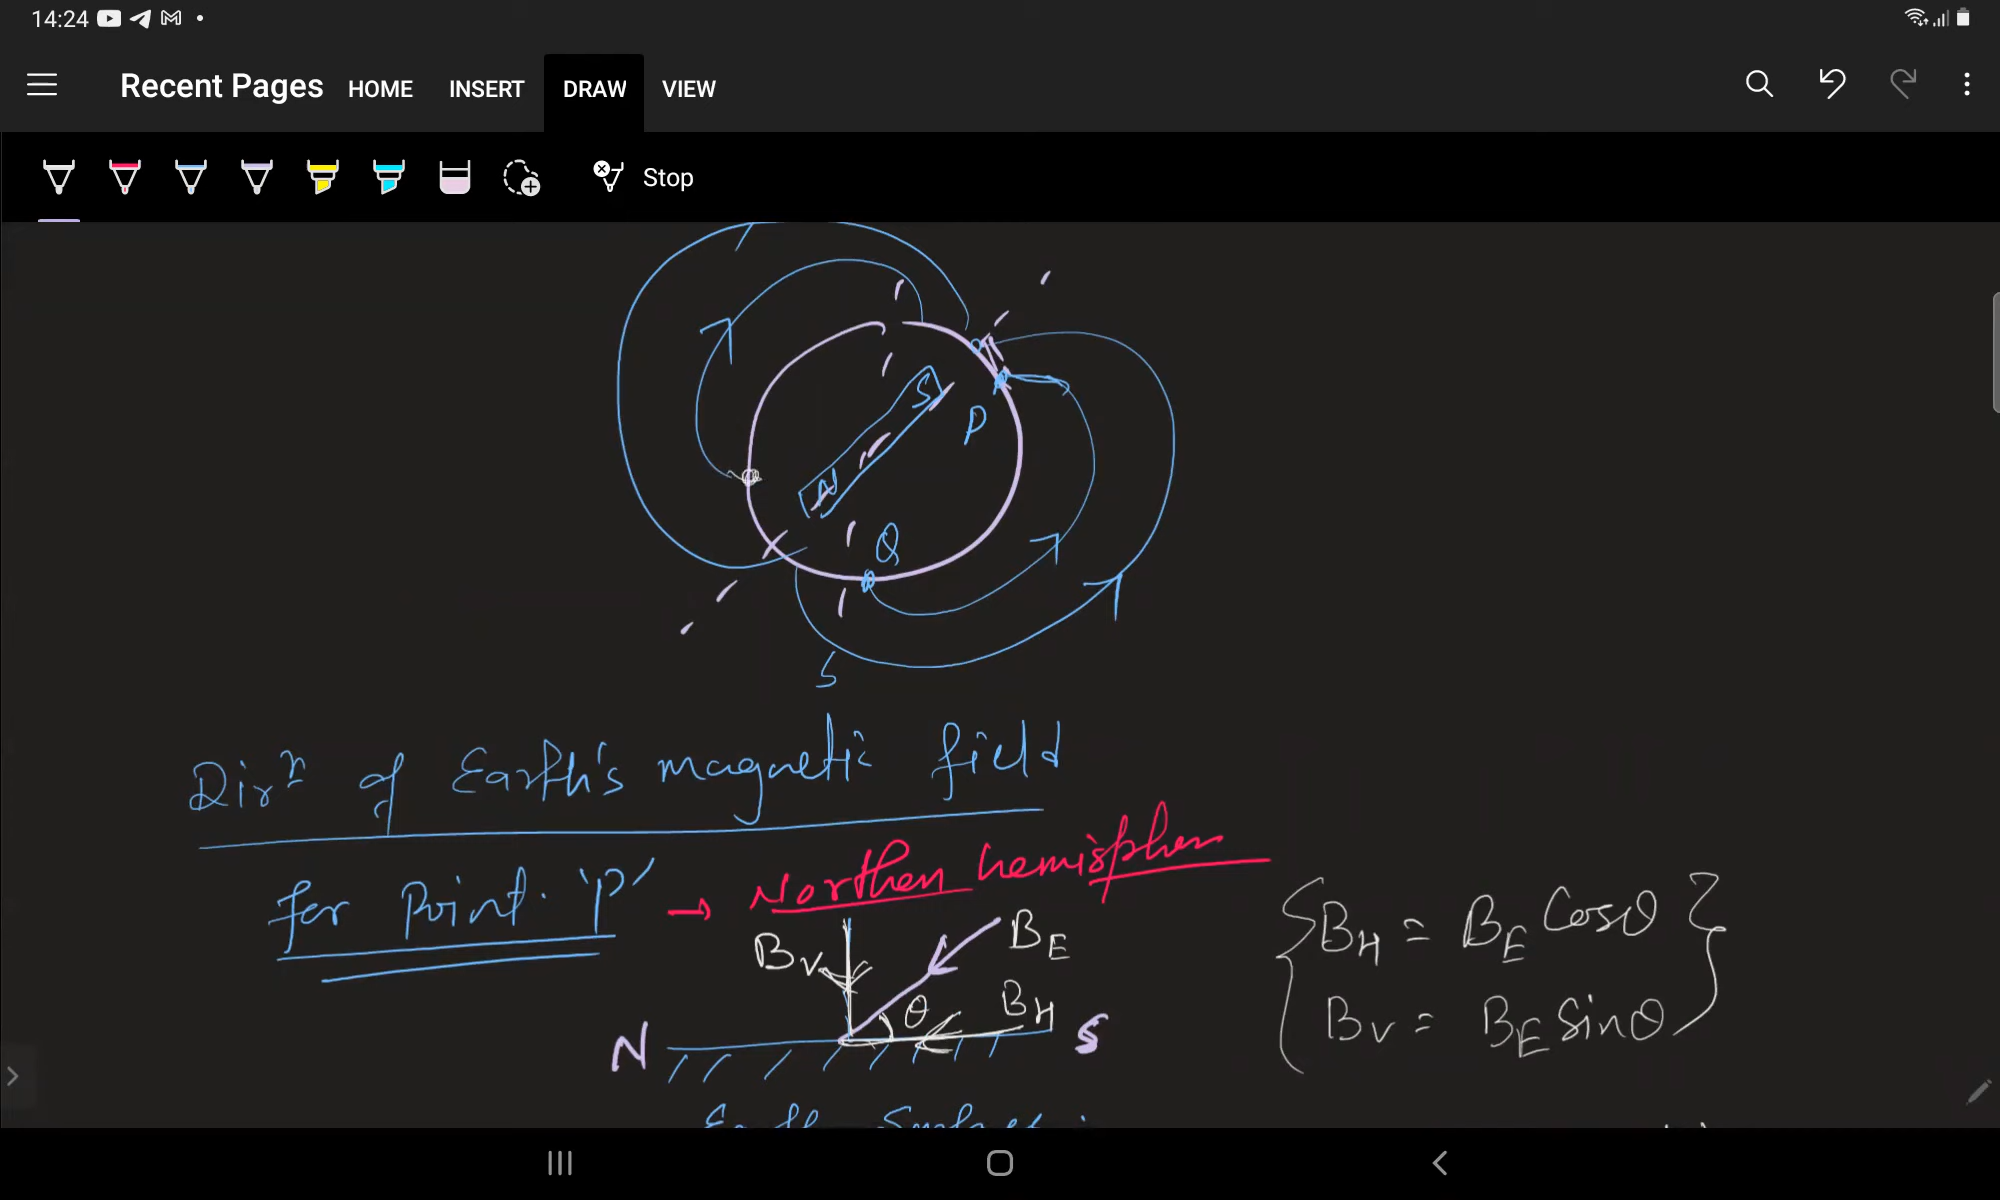 14:24
Recent Pages HOME INSERT DRAW VIEW
Stop
S
P
N
Q
S
Dirⁿ of Earth's magnetic field
for Point 'P' → Northen hemispher
Bv BE
θ BH
N S
{BH = BE Cosθ}
Bv = BE Sinθ